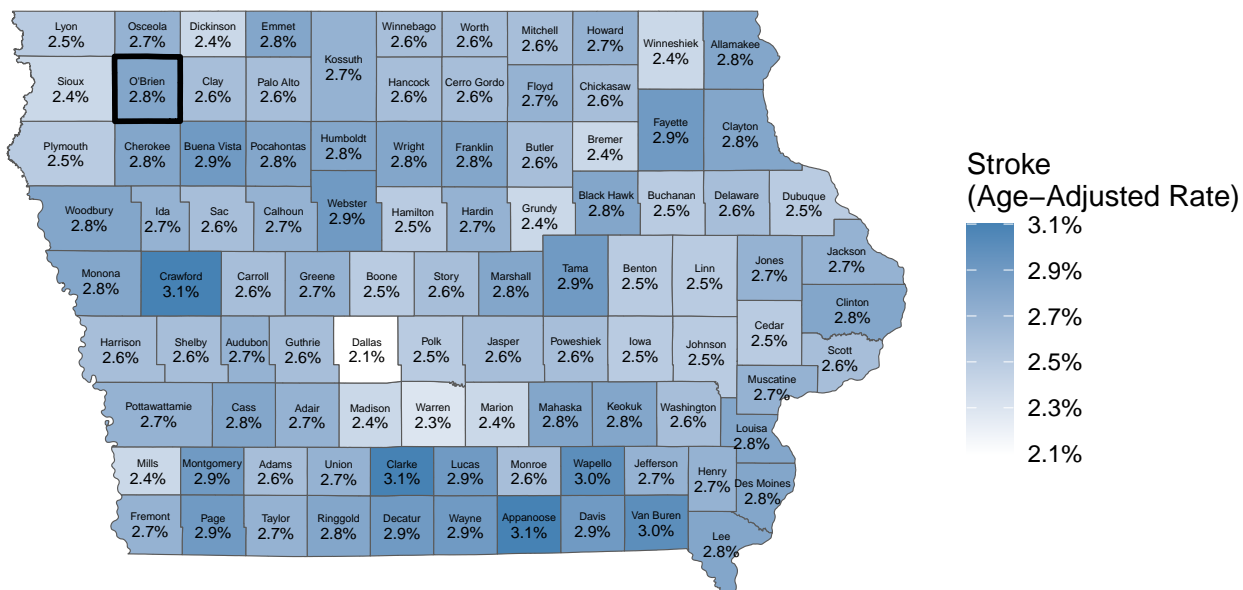 Lyon
2.5%
Osceola
2.7%
Dickinson
2.4%
Emmet
2.8%
Kossuth
2.7%
Winnebago
2.6%
Worth
2.6%
Mitchell
2.6%
Howard
2.7%
Winneshiek
2.4%
Allamakee
2.8%
Sioux
2.4%
O'Brien
2.8%
Clay
2.6%
Palo Alto
2.6%
Hancock
2.6%
Cerro Gordo
2.6%
Floyd
2.7%
Chickasaw
2.6%
Fayette
2.9%
Clayton
2.8%
Plymouth
2.5%
Cherokee
2.8%
Buena Vista
2.9%
Pocahontas
2.8%
Humboldt
2.8%
Wright
2.8%
Franklin
2.8%
Butler
2.6%
Bremer
2.4%
Woodbury
2.8%
Ida
2.7%
Sac
2.6%
Calhoun
2.7%
Webster
2.9%
Hamilton
2.5%
Hardin
2.7%
Grundy
2.4%
Black Hawk
2.8%
Buchanan
2.5%
Delaware
2.6%
Dubuque
2.5%
Monona
2.8%
Crawford
3.1%
Carroll
2.6%
Greene
2.7%
Boone
2.5%
Story
2.6%
Marshall
2.8%
Tama
2.9%
Benton
2.5%
Linn
2.5%
Jones
2.7%
Jackson
2.7%
Clinton
2.8%
Harrison
2.6%
Shelby
2.6%
Audubon
2.7%
Guthrie
2.6%
Dallas
2.1%
Polk
2.5%
Jasper
2.6%
Poweshiek
2.6%
Iowa
2.5%
Johnson
2.5%
Cedar
2.5%
Scott
2.6%
Muscatine
2.7%
Pottawattamie
2.7%
Cass
2.8%
Adair
2.7%
Madison
2.4%
Warren
2.3%
Marion
2.4%
Mahaska
2.8%
Keokuk
2.8%
Washington
2.6%
Louisa
2.8%
Mills
2.4%
Montgomery
2.9%
Adams
2.6%
Union
2.7%
Clarke
3.1%
Lucas
2.9%
Monroe
2.6%
Wapello
3.0%
Jefferson
2.7%
Henry
2.7%
Des Moines
2.8%
Fremont
2.7%
Page
2.9%
Taylor
2.7%
Ringgold
2.8%
Decatur
2.9%
Wayne
2.9%
Appanoose
3.1%
Davis
2.9%
Van Buren
3.0%
Lee
2.8%
Stroke
(Age−Adjusted Rate)
3.1%
2.9%
2.7%
2.5%
2.3%
2.1%